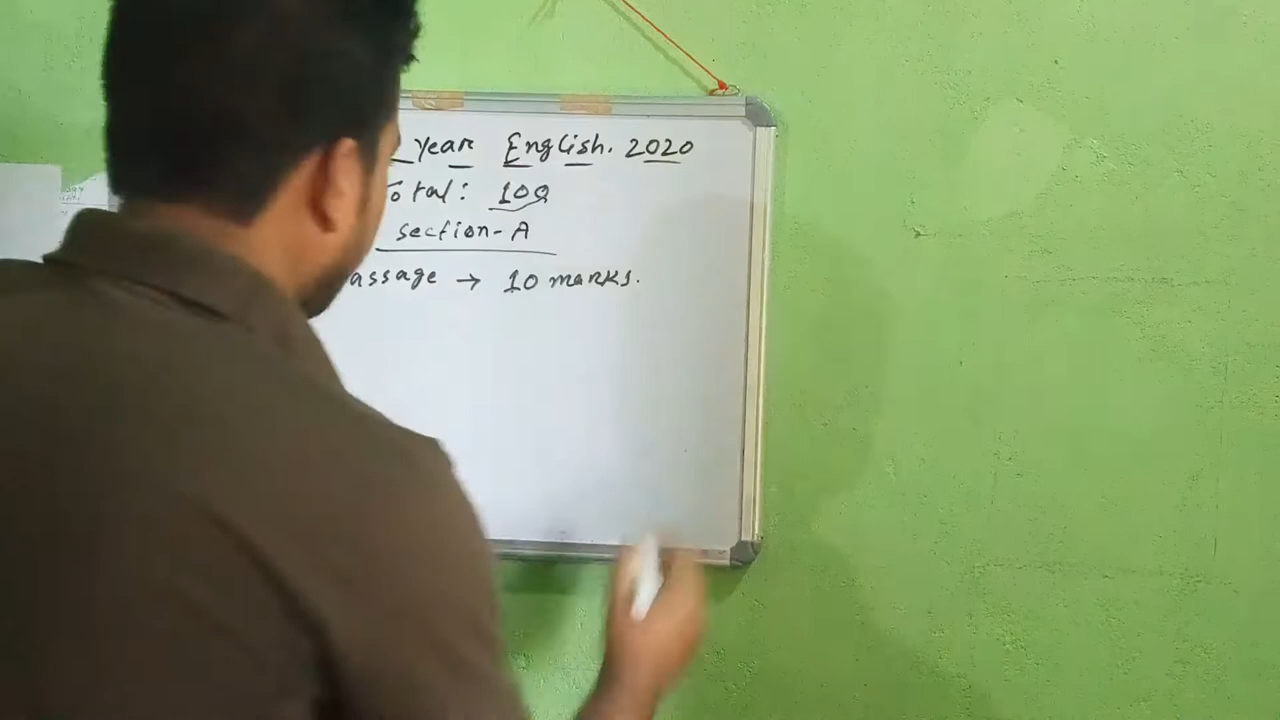 year English. 2020
otal: 100
section-A
assage → 10 marks.